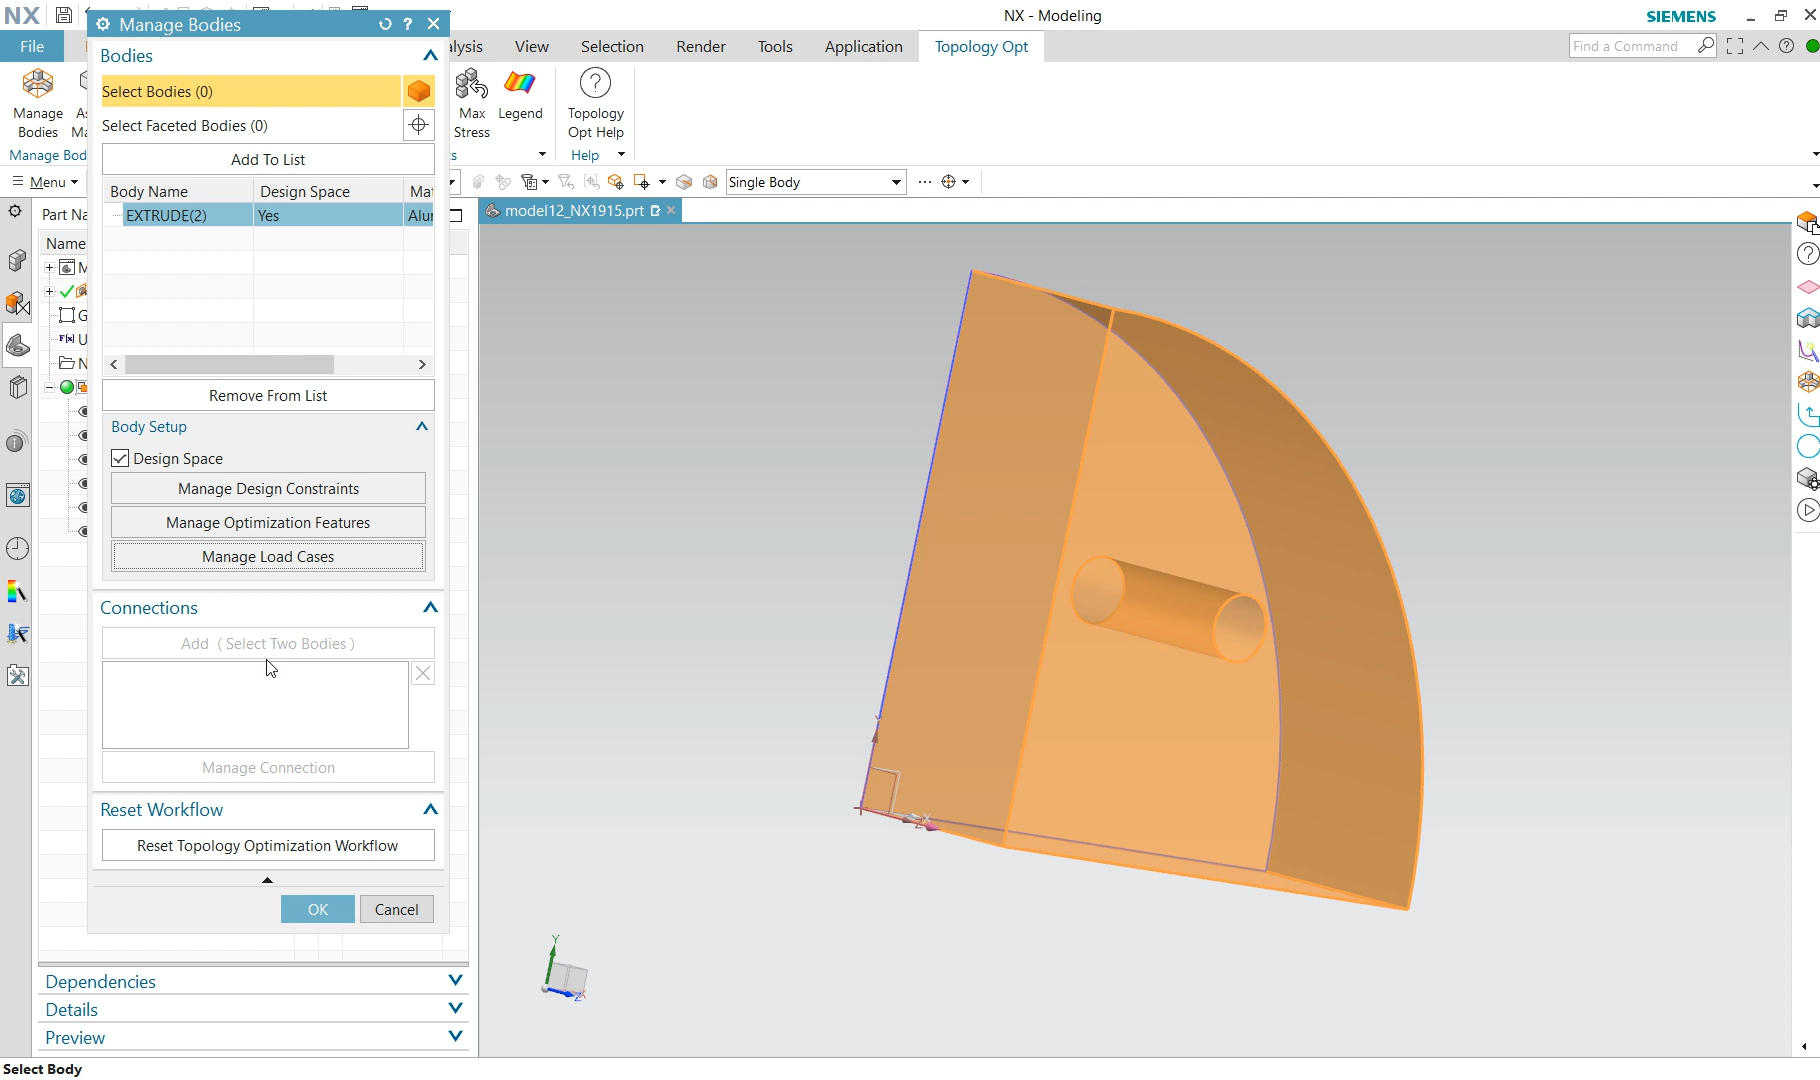 NX
NX - Modeling
SIEMENS
Manage Bodies
File
alysis
View
Selection
Render
Tools
Application
Topology Opt
Find a Command
Manage
Bodies
Manage Bod
Max
Stress
Legend
Topology
Opt Help
Help
Menu
Single Body
Bodies
Select Bodies (0)
Select Faceted Bodies (0)
Add To List
Body Name
Design Space
Mat
EXTRUDE(2)
Yes
Alur
Remove From List
Body Setup
Design Space
Manage Design Constraints
Manage Optimization Features
Manage Load Cases
Connections
Add ( Select Two Bodies )
Manage Connection
Reset Workflow
Reset Topology Optimization Workflow
OK
Cancel
Part Na
Name
model12_NX1915.prt
Y
Dependencies
Details
Preview
Select Body